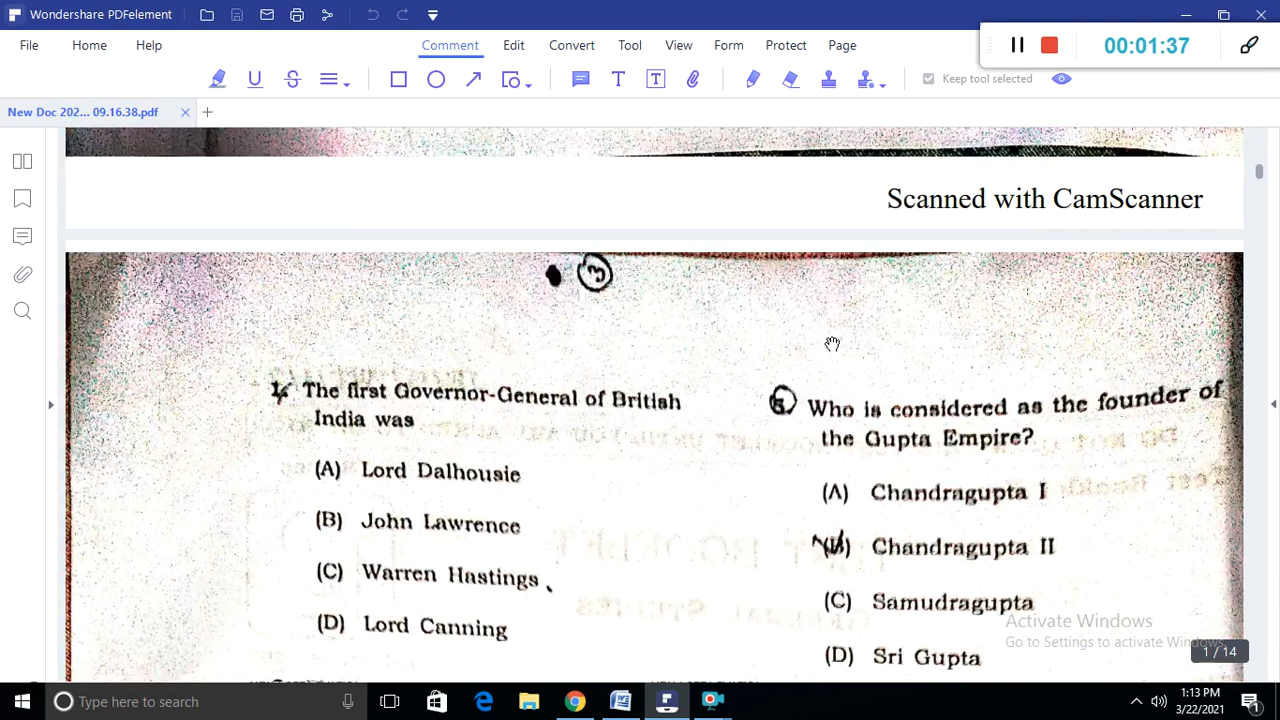 Wondershare PDFelement
00:01:37
File Home Help Comment Edit Convert Tool View Form Protect Page
Keep tool selected
New Doc 202... 09.16.38.pdf
Scanned with CamScanner
3
1. The first Governor-General of British
India was
(A) Lord Dalhousie
(B) John Lawrence
(C) Warren Hastings
(D) Lord Canning
5. Who is considered as the founder of
the Gupta Empire?
(A) Chandragupta I
(B) Chandragupta II
(C) Samudragupta
(D) Sri Gupta
Activate Windows
Go to Settings to activate Windows.
1 / 14
Type here to search
1:13 PM
3/22/2021
1